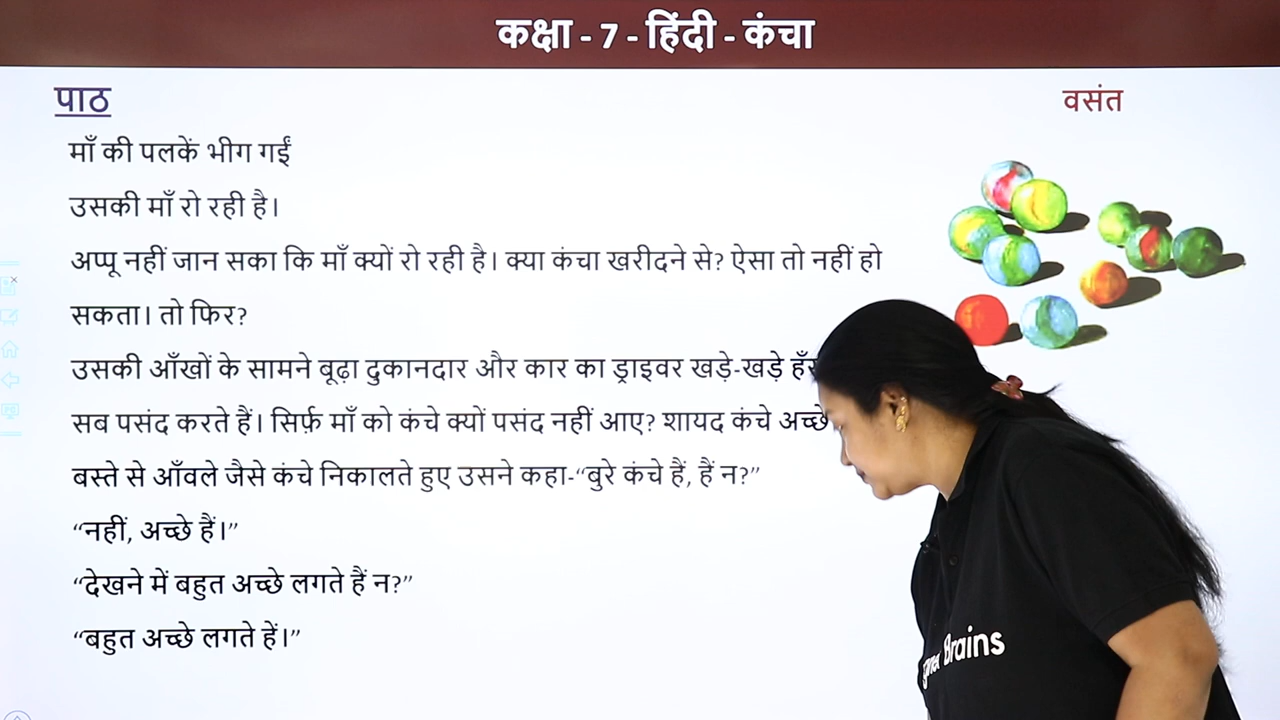 कक्षा - 7 - हिंदी - कंचा
पाठ
वसंत
माँ की पलकें भीग गईं
उसकी माँ रो रही है।
अप्पू नहीं जान सका कि माँ क्यों रो रही है। क्या कंचा खरीदने से? ऐसा तो नहीं हो
सकता। तो फिर?
उसकी आँखों के सामने बूढ़ा दुकानदार और कार का ड्राइवर खड़े-खड़े
सब पसंद करते हैं। सिर्फ़ माँ को कंचे क्यों पसंद नहीं आए? शायद कंचे अच्छे
बस्ते से आँवले जैसे कंचे निकालते हुए उसने कहा-“बुरे कंचे हैं, हैं न?”
“नहीं, अच्छे हैं।”
“देखने में बहुत अच्छे लगते हैं न?”
“बहुत अच्छे लगते हें।”
Brains